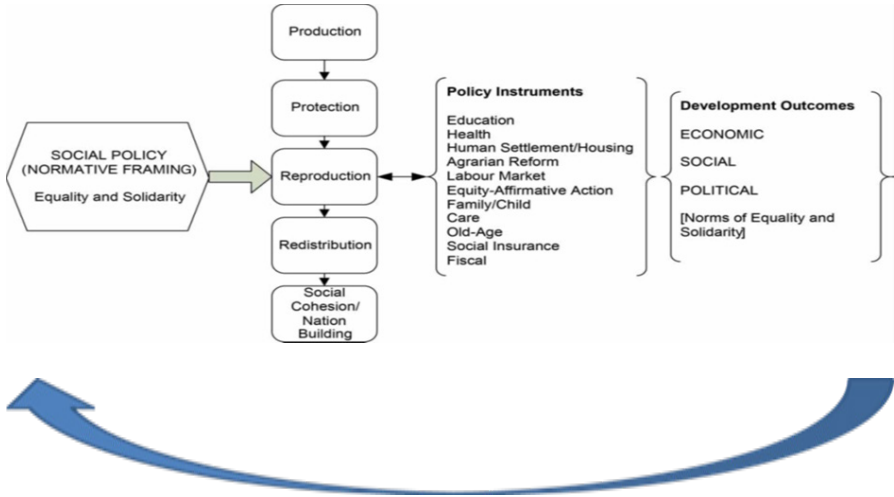 SOCIAL POLICY
(NORMATIVE FRAMING)
Equality and Solidarity
Production
Protection
Reproduction
Redistribution
Social
Cohesion/
Nation
Building
Policy Instruments
Education
Health
Human Settlement/Housing
Agrarian Reform
Labour Market
Equity-Affirmative Action
Family/Child
Care
Old-Age
Social Insurance
Fiscal
Development Outcomes
ECONOMIC
SOCIAL
POLITICAL
[Norms of Equality and
Solidarity]